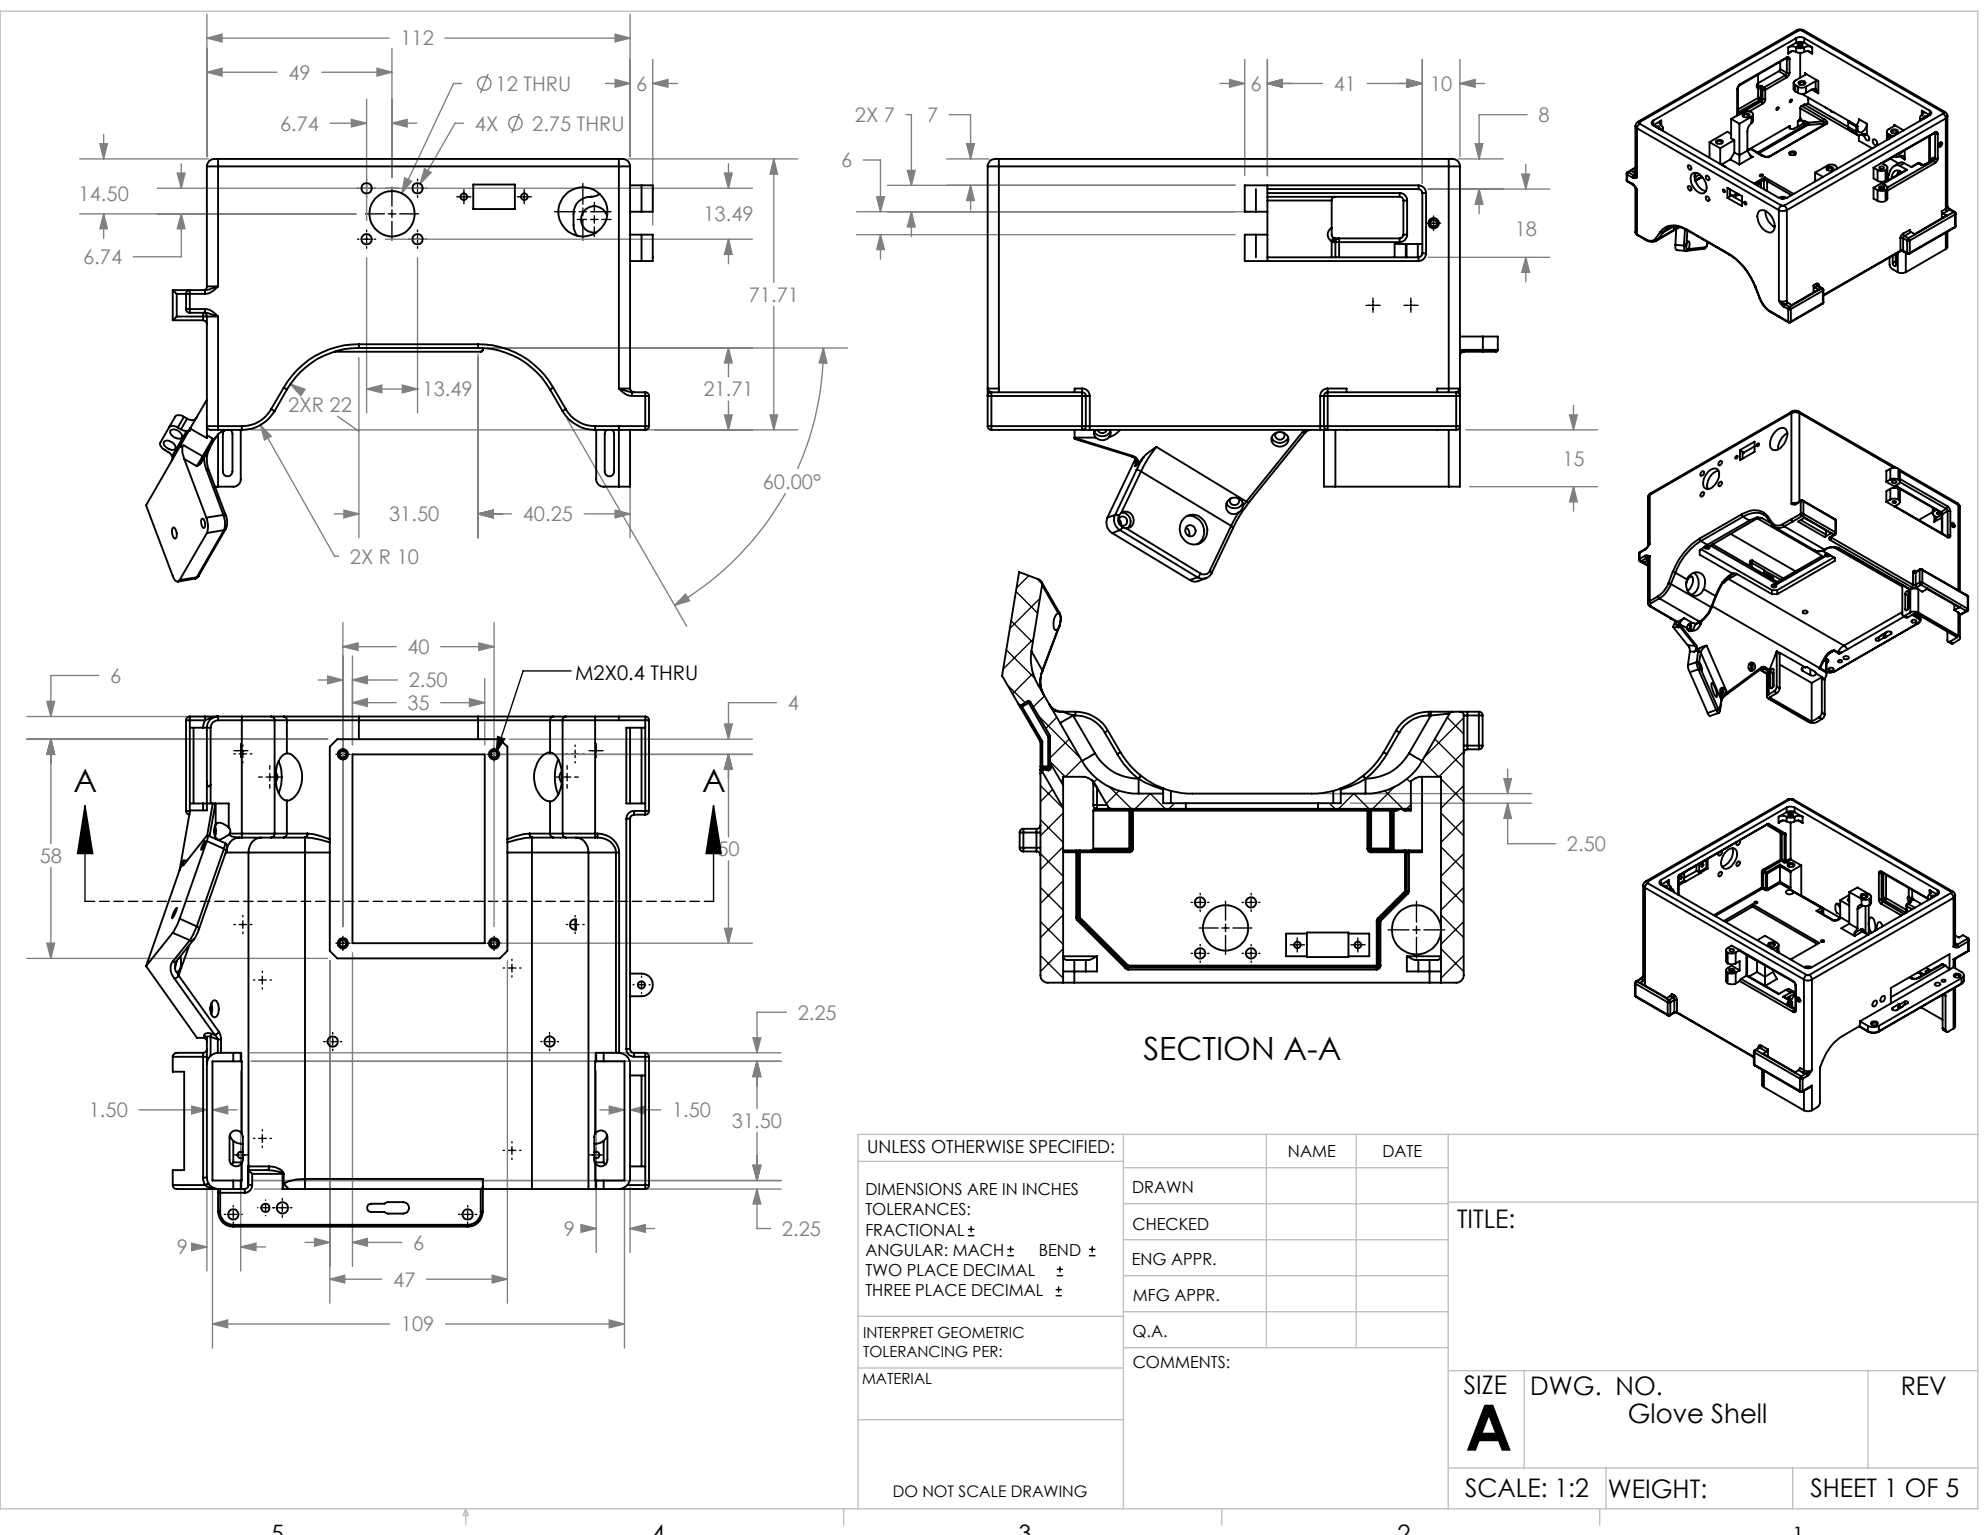 112
49
Ø 12 THRU
6
6.74
4X Ø 2.75 THRU
14.50
6.74
13.49
71.71
13.49
21.71
2XR 22
60.00°
31.50
40.25
2X R 10
6
41
10
2X 7
7
8
6
18
15
40
6
2.50
M2X0.4 THRU
35
4
A
A
58
50
2.50
2.25
SECTION A-A
1.50
1.50
31.50
9
2.25
9
6
47
109
UNLESS OTHERWISE SPECIFIED:
DIMENSIONS ARE IN INCHES
TOLERANCES:
FRACTIONAL ±
ANGULAR: MACH ± BEND ±
TWO PLACE DECIMAL ±
THREE PLACE DECIMAL ±
INTERPRET GEOMETRIC
TOLERANCING PER:
MATERIAL
DO NOT SCALE DRAWING
NAME DATE
DRAWN
CHECKED
ENG APPR.
MFG APPR.
Q.A.
COMMENTS:
TITLE:
SIZE
A
DWG. NO.
Glove Shell
REV
SCALE: 1:2
WEIGHT:
SHEET 1 OF 5
5
4
3
2
1